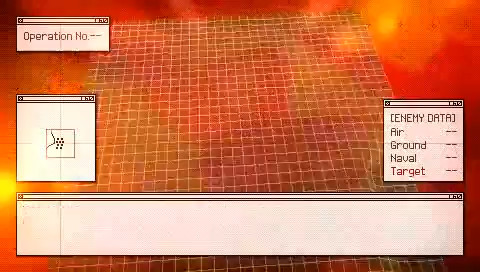 Operation No.--
[ENEMY DATA]
Air --
Ground --
Naval --
Target --